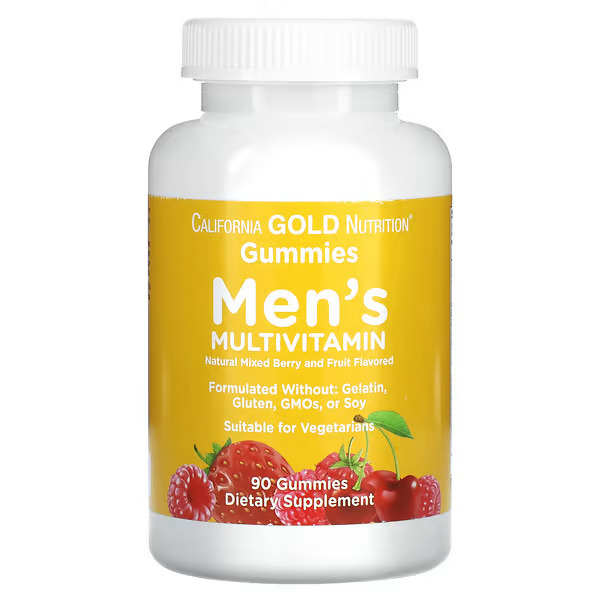 CALIFORNIA GOLD NUTRITION®
Gummies
Men's
MULTIVITAMIN
Natural Mixed Berry and Fruit Flavored
Formulated Without: Gelatin,
Gluten, GMOs, or Soy
Suitable for Vegetarians
90 Gummies
Dietary Supplement